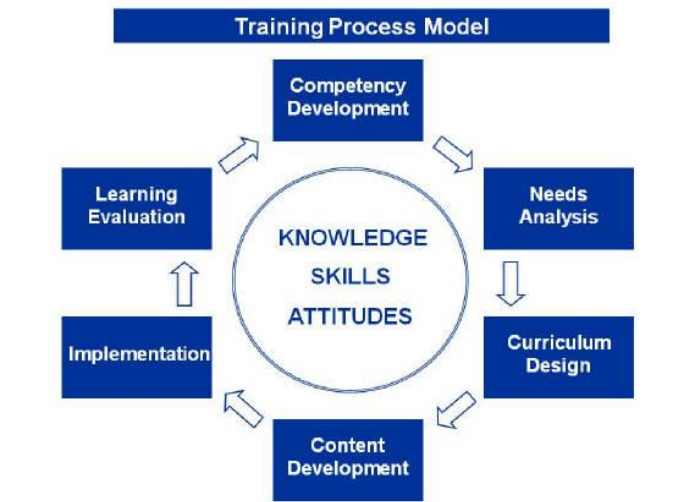 Training Process Model
Competency
Development
Needs
Analysis
Curriculum
Design
Content
Development
Implementation
Learning
Evaluation
KNOWLEDGE
SKILLS
ATTITUDES